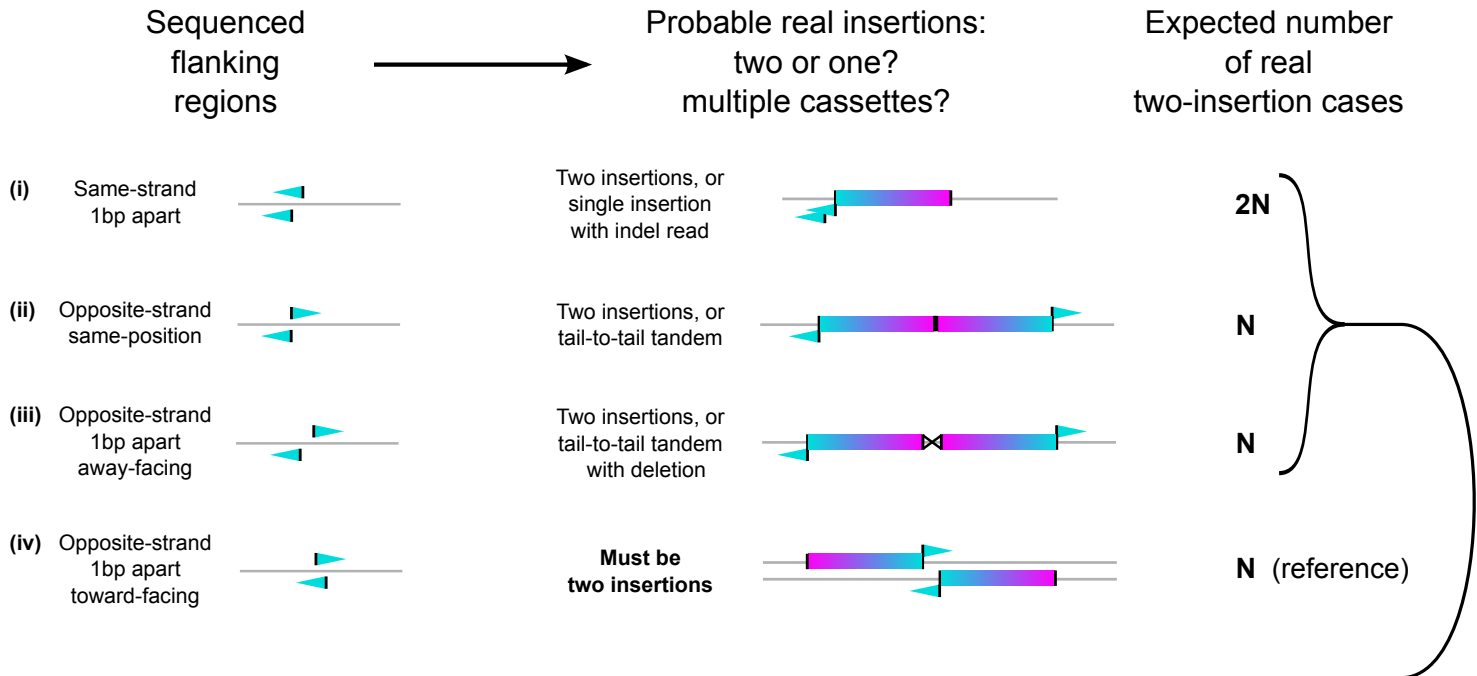 Sequenced
flanking
regions
Probable real insertions:
two or one?
multiple cassettes?
Expected number
of real
two-insertion cases
(i)
Same-strand
1bp apart
Two insertions, or
single insertion
with indel read
2N
(ii)
Opposite-strand
same-position
Two insertions, or
tail-to-tail tandem
N
(iii)
Opposite-strand
1bp apart
away-facing
Two insertions, or
tail-to-tail tandem
with deletion
N
(iv)
Opposite-strand
1bp apart
toward-facing
Must be
two insertions
N (reference)